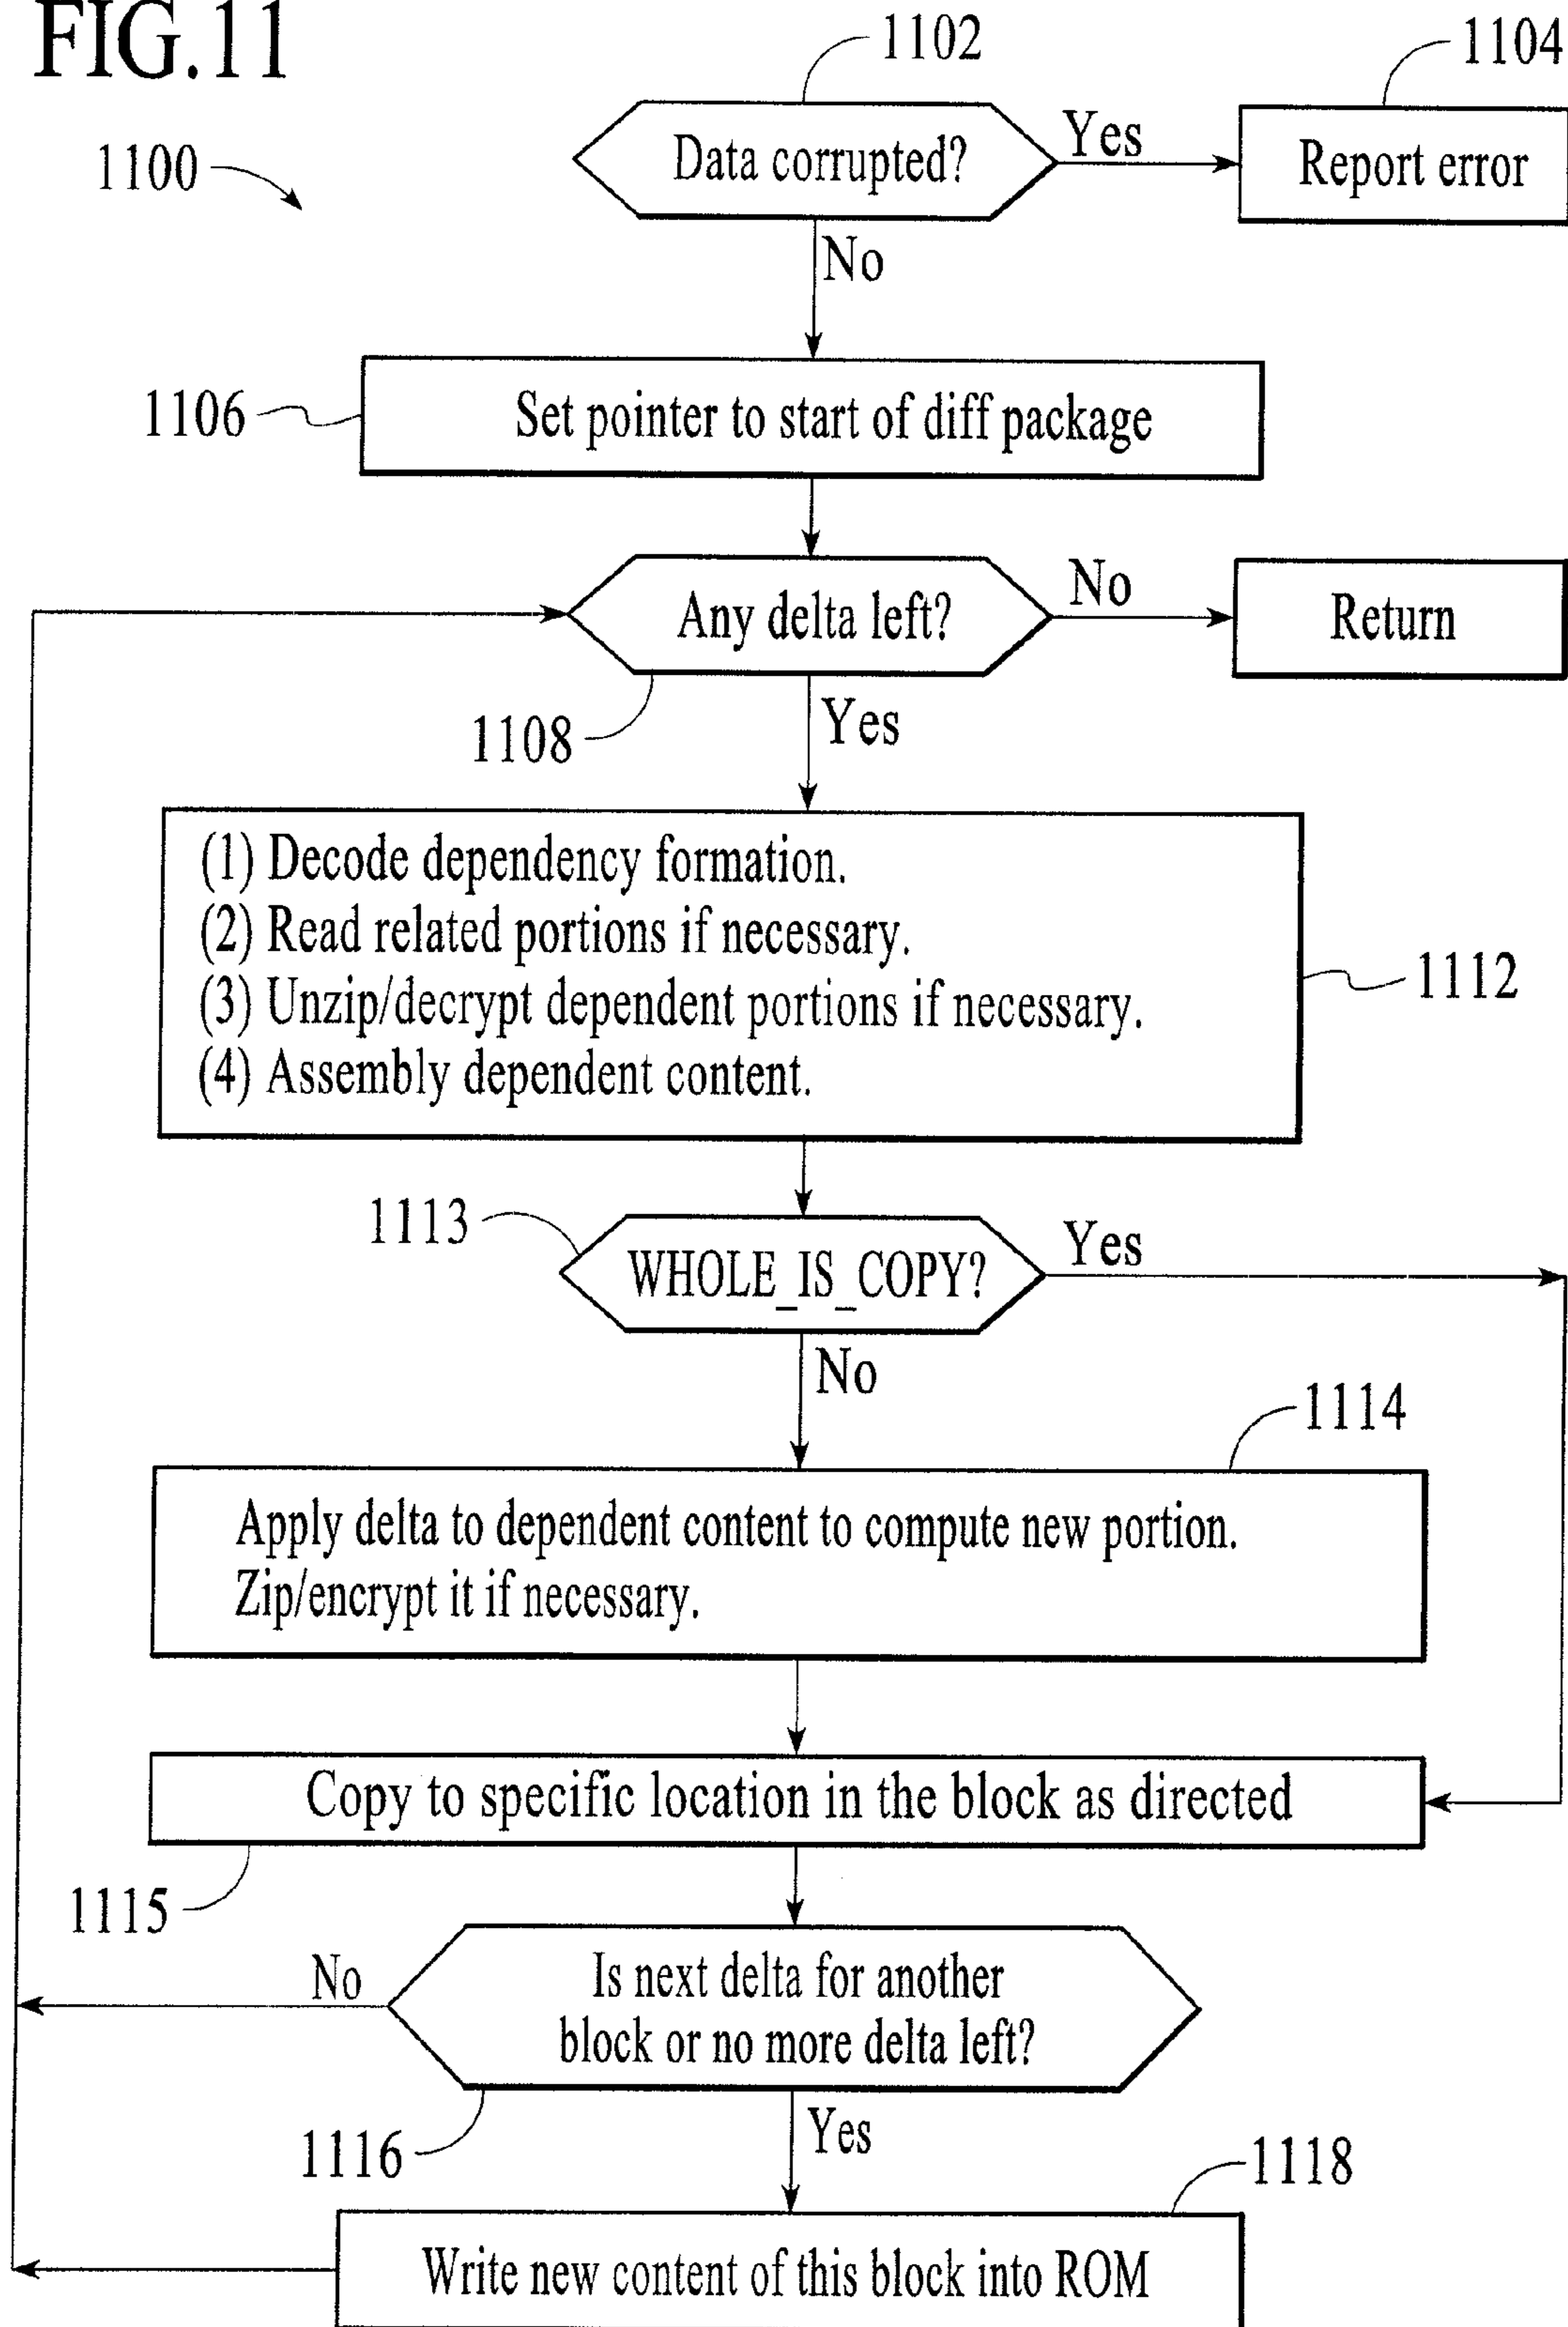 FIG.11
1102
1104
1100
Data corrupted?
Yes
Report error
No
1106
Set pointer to start of diff package
Any delta left?
No
Return
1108
Yes
(1) Decode dependency formation.
(2) Read related portions if necessary.
(3) Unzip/decrypt dependent portions if necessary.
(4) Assembly dependent content.
1112
1113
WHOLE_IS_COPY?
Yes
No
1114
Apply delta to dependent content to compute new portion.
Zip/encrypt it if necessary.
Copy to specific location in the block as directed
1115
No
Is next delta for another
block or no more delta left?
1116
Yes
1118
Write new content of this block into ROM